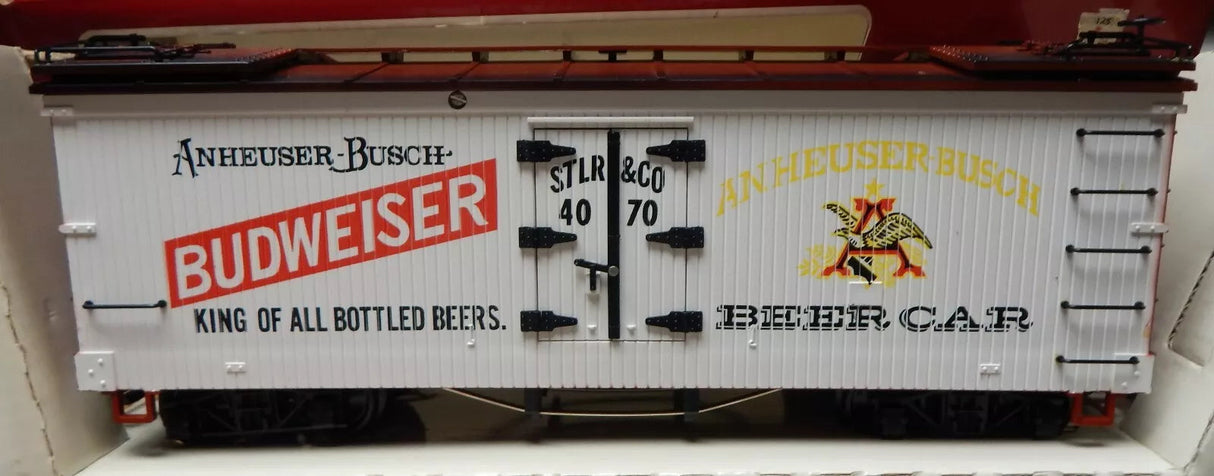 ANHEUSER-BUSCH
BUDWEISER
KING OF ALL BOTTLED BEERS.
STLR &CO
40 70
ANHEUSER-BUSCH
A
BEER CAR